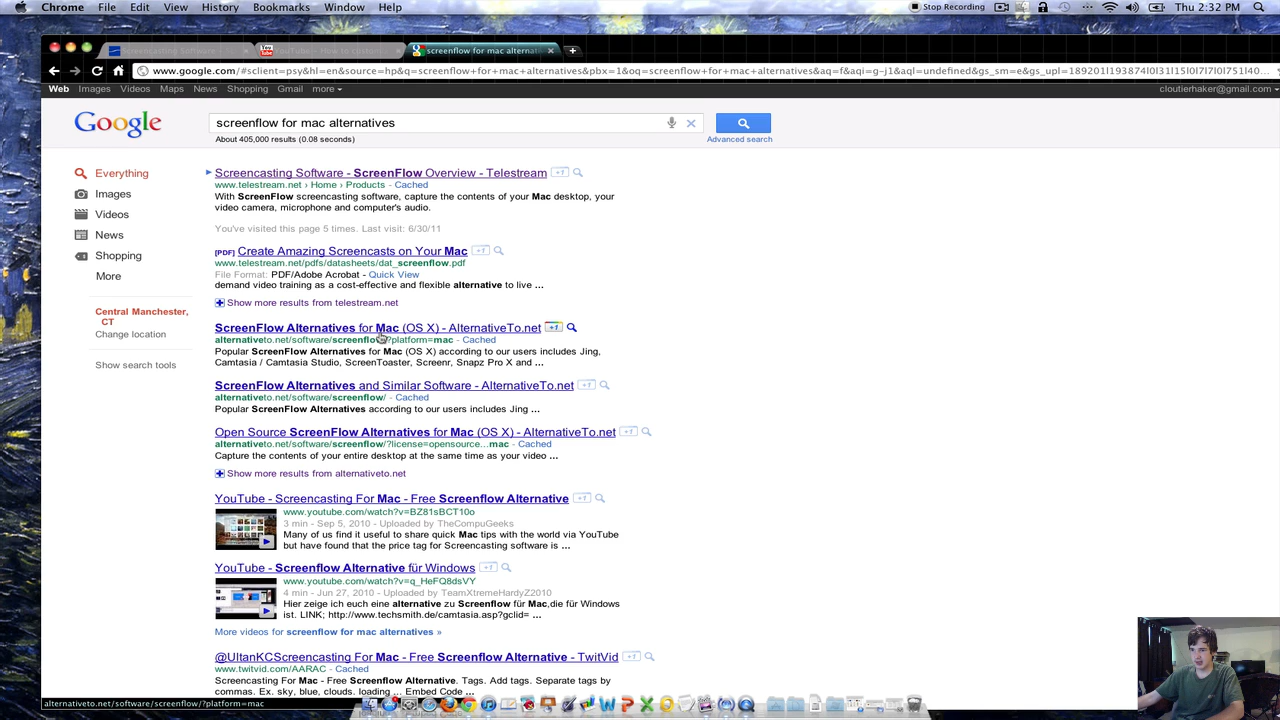 Chrome File Edit View History Bookmarks Window Help Stop Recording Thu 2:32 PM
screenflow for mac alternati
www.google.com/#sclient=psy&hl=en&source=hp&q=screenflow+for+mac+alternatives&pbx=1&oq=screenflow+for+mac+alternatives&aq=f&aqi=g-j1&aql=undefined&gs_sm=e&gs_upl=189201l193874l0l31l15l0l7l0l751l40...
Web Images Videos Maps News Shopping Gmail more cloutierhaker@gmail.com
Google screenflow for mac alternatives
About 405,000 results (0.08 seconds) Advanced search
Everything
Images
Videos
News
Shopping
More
Central Manchester, CT
Change location
Show search tools
Screencasting Software - ScreenFlow Overview - Telestream +1
www.telestream.net › Home › Products - Cached
With ScreenFlow screencasting software, capture the contents of your Mac desktop, your
video camera, microphone and computer's audio.
You've visited this page 5 times. Last visit: 6/30/11
[PDF] Create Amazing Screencasts on Your Mac +1
www.telestream.net/pdfs/datasheets/dat_screenflow.pdf
File Format: PDF/Adobe Acrobat - Quick View
demand video training as a cost-effective and flexible alternative to live ...
Show more results from telestream.net
ScreenFlow Alternatives for Mac (OS X) - AlternativeTo.net +1
alternativeto.net/software/screenflow/?platform=mac - Cached
Popular ScreenFlow Alternatives for Mac (OS X) according to our users includes Jing,
Camtasia / Camtasia Studio, ScreenToaster, Screenr, Snapz Pro X and ...
ScreenFlow Alternatives and Similar Software - AlternativeTo.net +1
alternativeto.net/software/screenflow/ - Cached
Popular ScreenFlow Alternatives according to our users includes Jing ...
Open Source ScreenFlow Alternatives for Mac (OS X) - AlternativeTo.net +1
alternativeto.net/software/screenflow/?license=opensource...mac - Cached
Capture the contents of your entire desktop at the same time as your video ...
Show more results from alternativeto.net
YouTube - Screencasting For Mac - Free Screenflow Alternative +1
www.youtube.com/watch?v=BZ81sBCT10o
3 min - Sep 5, 2010 - Uploaded by TheCompuGeeks
Many of us find it useful to share quick Mac tips with the world via YouTube
but have found that the price tag for Screencasting software is ...
YouTube - Screenflow Alternative für Windows +1
www.youtube.com/watch?v=q_HeFQ8dsVY
4 min - Jun 27, 2010 - Uploaded by TeamXtremeHardyZ2010
Hier zeige ich euch eine alternative zu Screenflow für Mac,die für Windows
ist. LINK; http://www.techsmith.de/camtasia.asp?gclid= ...
More videos for screenflow for mac alternatives »
@UltanKCScreencasting For Mac - Free Screenflow Alternative - TwitVid +1
www.twitvid.com/AARAC - Cached
Screencasting For Mac - Free Screenflow Alternative. Tags. Add tags. Separate tags by
commas. Ex. sky, blue, clouds. loading ... Embed Code ...
alternativeto.net/software/screenflow/?platform=mac